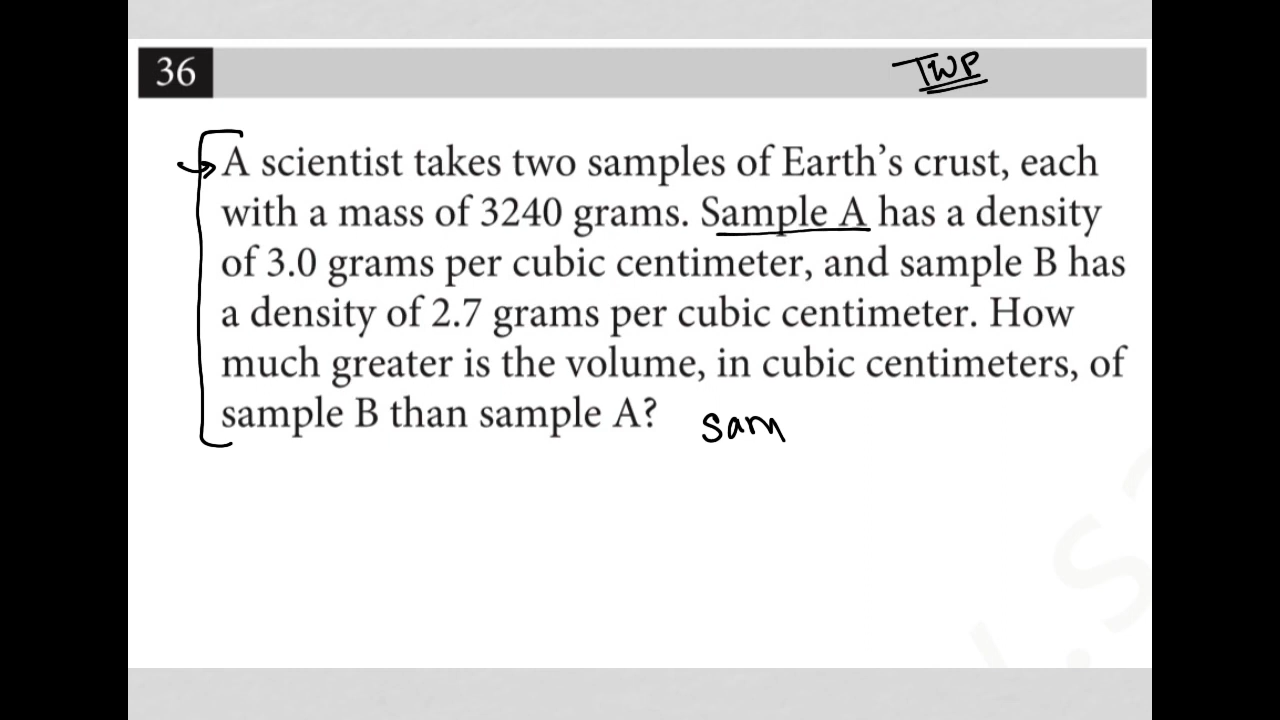 36
TWP
A scientist takes two samples of Earth's crust, each
with a mass of 3240 grams. Sample A has a density
of 3.0 grams per cubic centimeter, and sample B has
a density of 2.7 grams per cubic centimeter. How
much greater is the volume, in cubic centimeters, of
sample B than sample A?
Sam